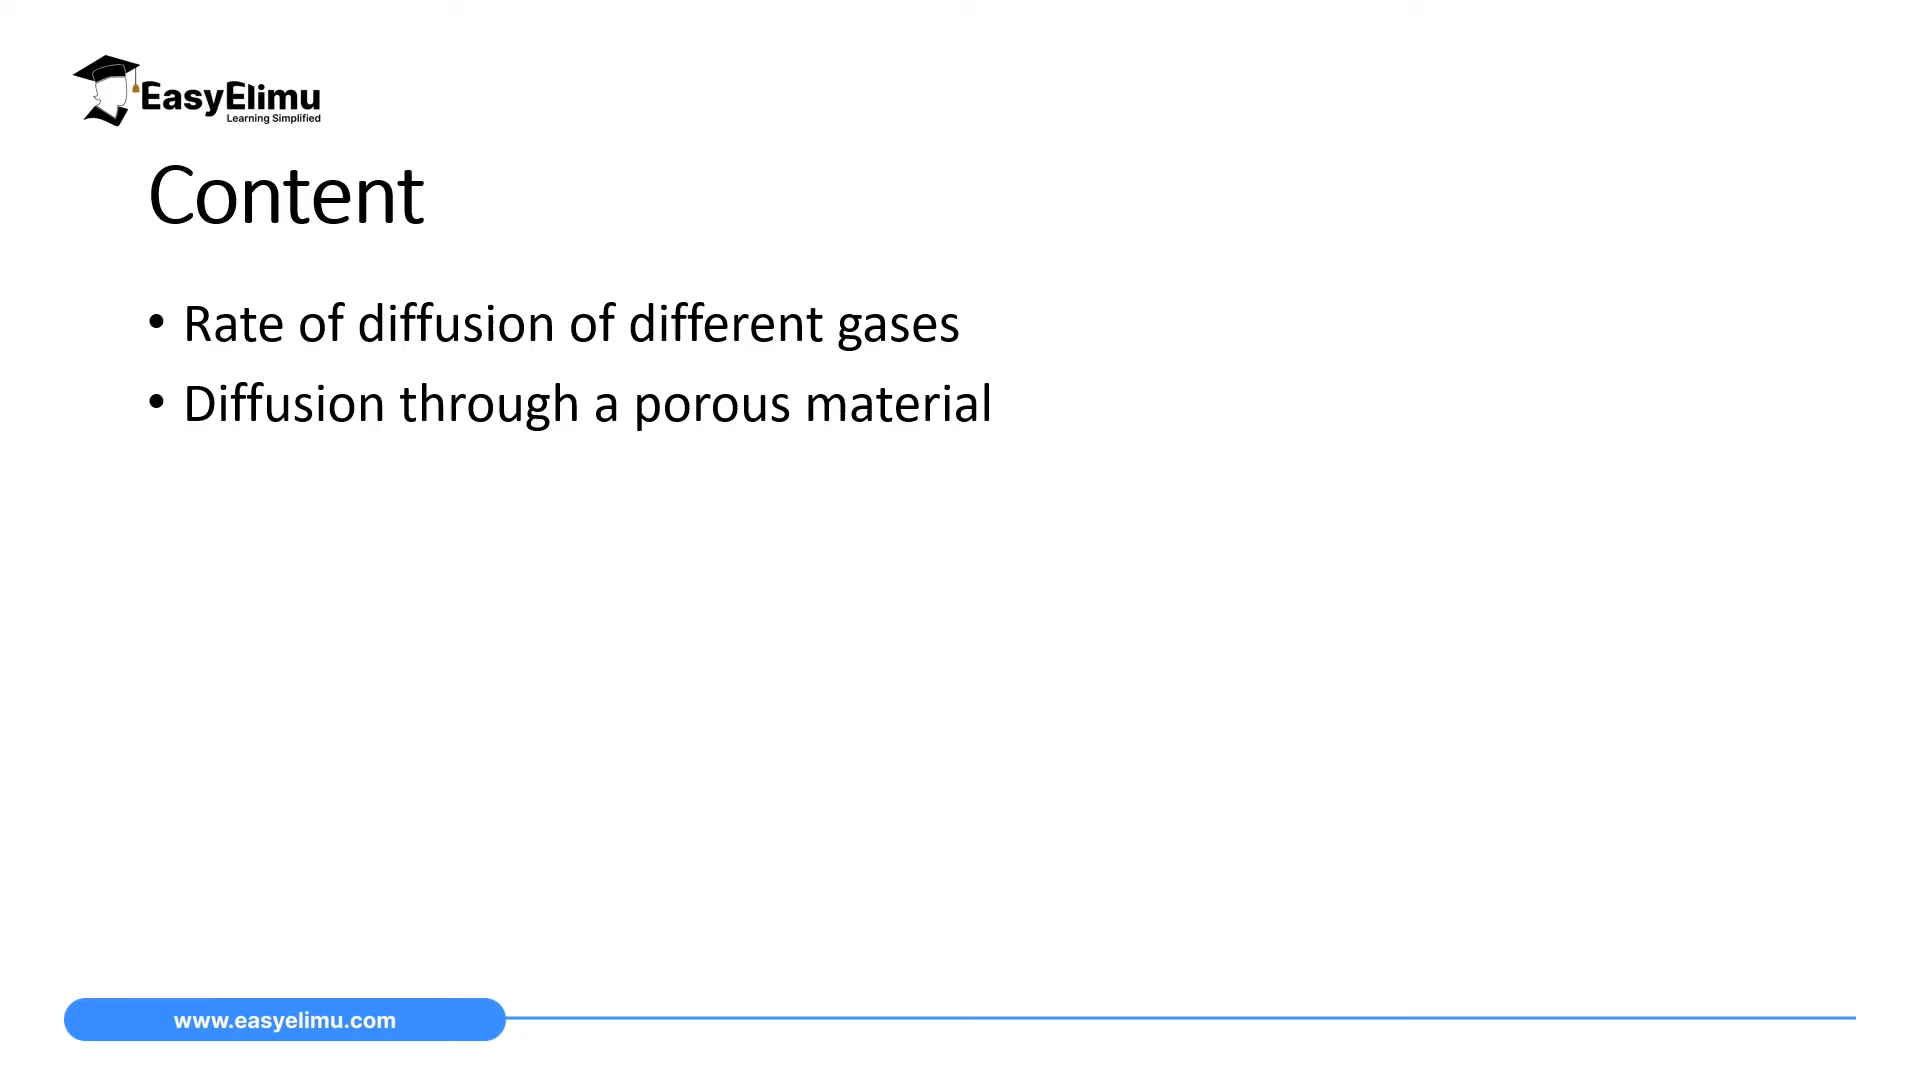 EasyElimu
Learning Simplified
Content
• Rate of diffusion of different gases
• Diffusion through a porous material
www.easyelimu.com